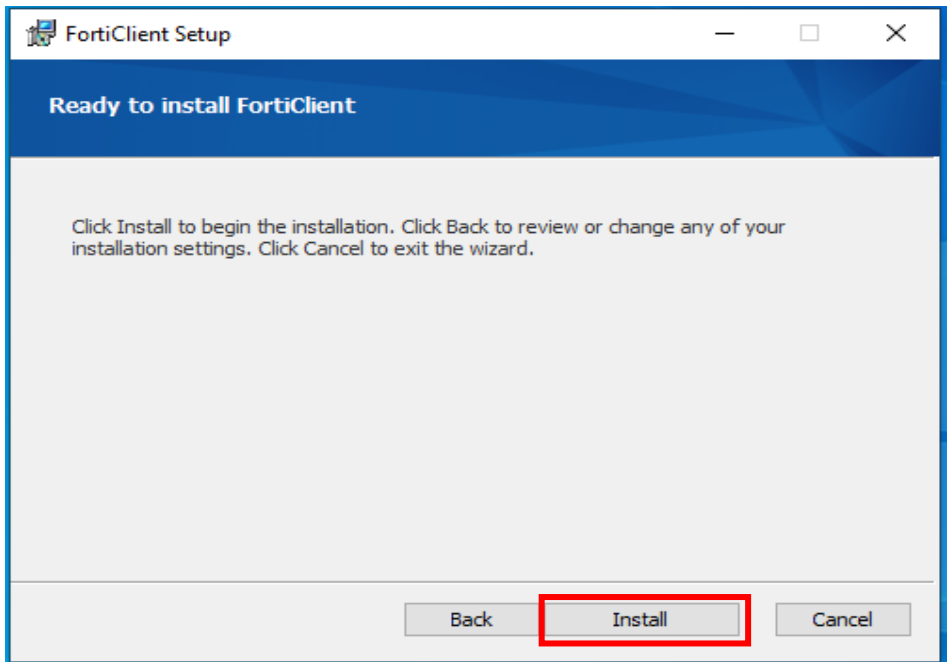 FortiClient Setup
Ready to install FortiClient
Click Install to begin the installation. Click Back to review or change any of your
installation settings. Click Cancel to exit the wizard.
Back Install Cancel